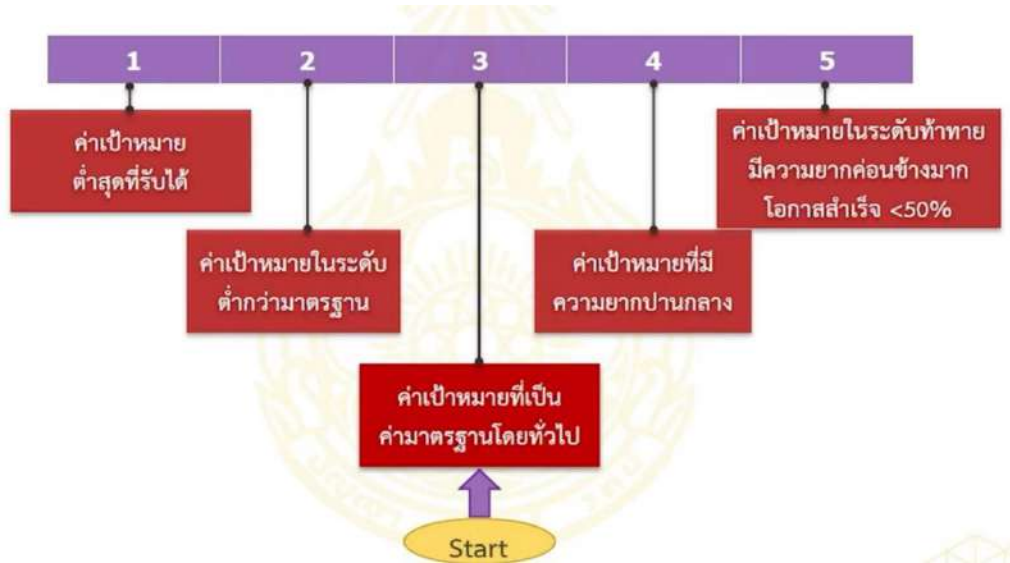 1 2 3 4 5
ค่าเป้าหมาย
ต่ำสุดที่รับได้
ค่าเป้าหมายในระดับ
ต่ำกว่ามาตรฐาน
ค่าเป้าหมายที่เป็น
ค่ามาตรฐานโดยทั่วไป
ค่าเป้าหมายที่มี
ความยากปานกลาง
ค่าเป้าหมายในระดับท้าทาย
มีความยากค่อนข้างมาก
โอกาสสำเร็จ <50%
Start